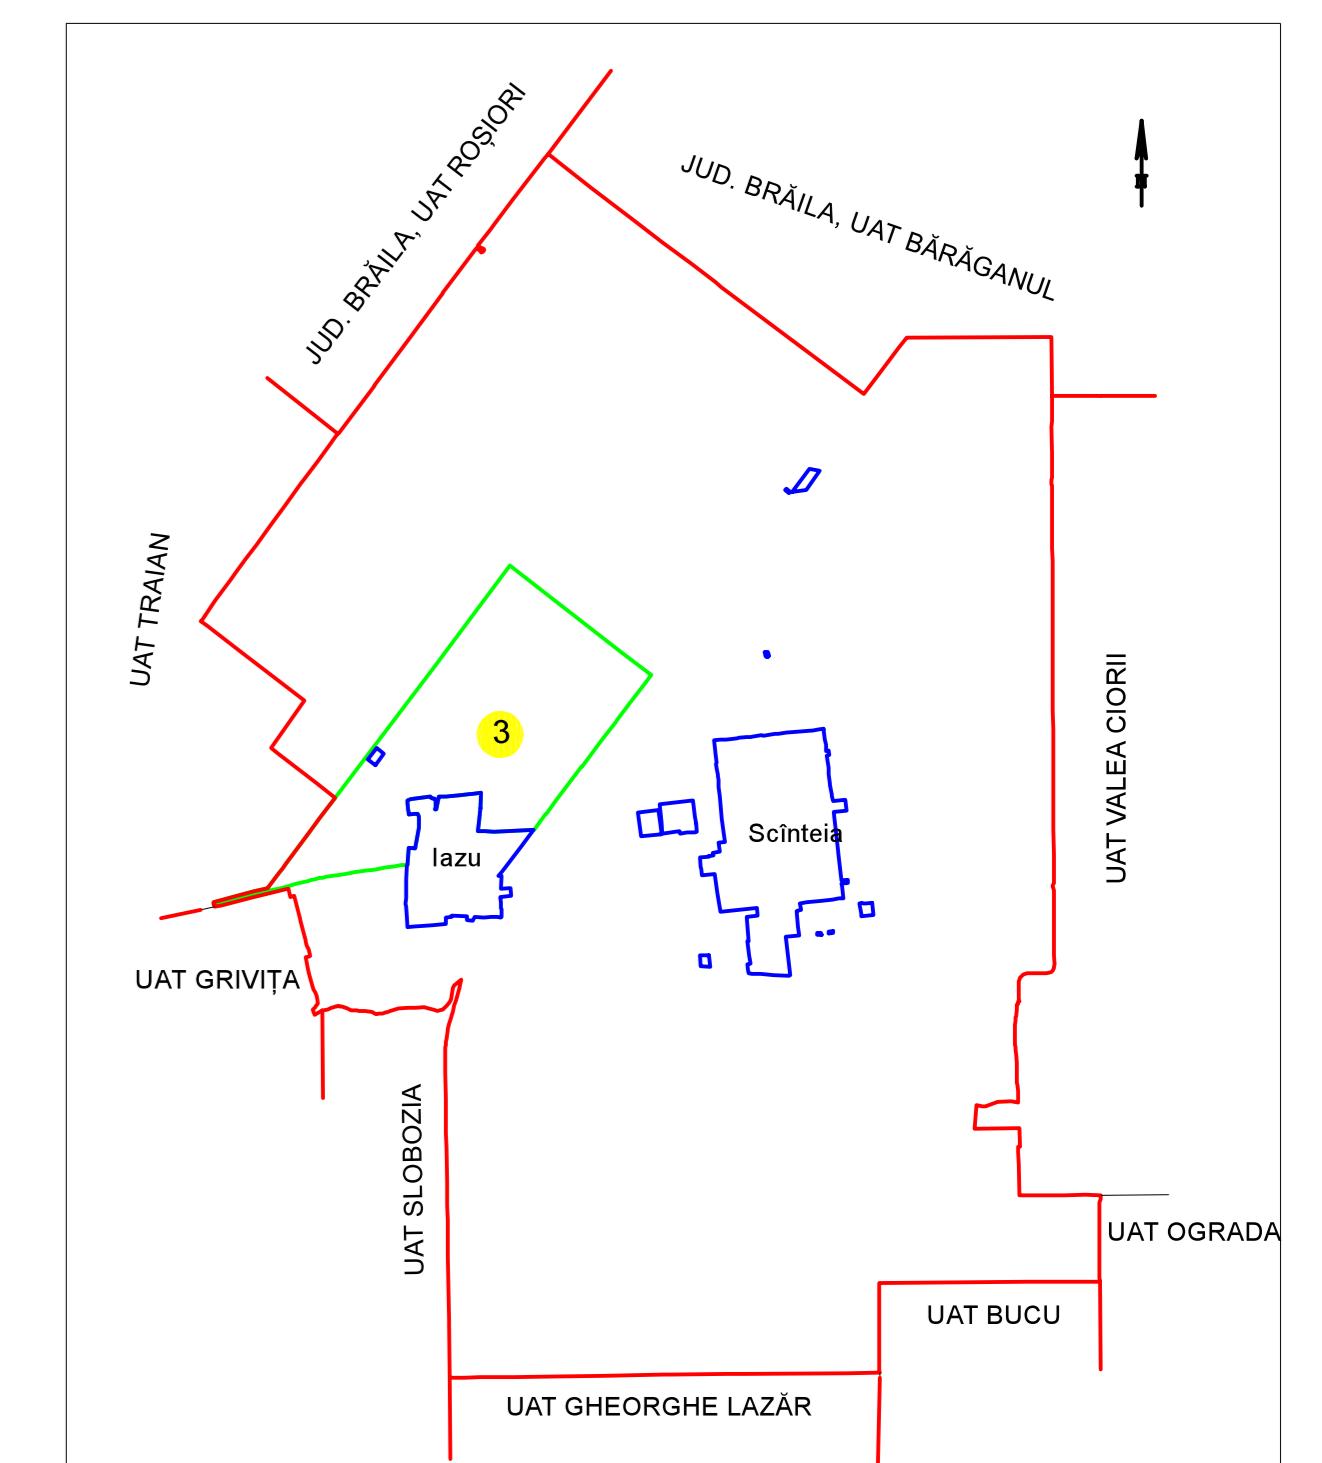 JUD. BRĂILA, UAT ROȘIORI
JUD. BRĂILA, UAT BĂRĂGANUL
UAT TRAIAN
3
UAT VALEA CIORII
Scînteia
Iazu
UAT GRIVIȚA
UAT SLOBOZIA
UAT OGRADA
UAT BUCU
UAT GHEORGHE LAZĂR